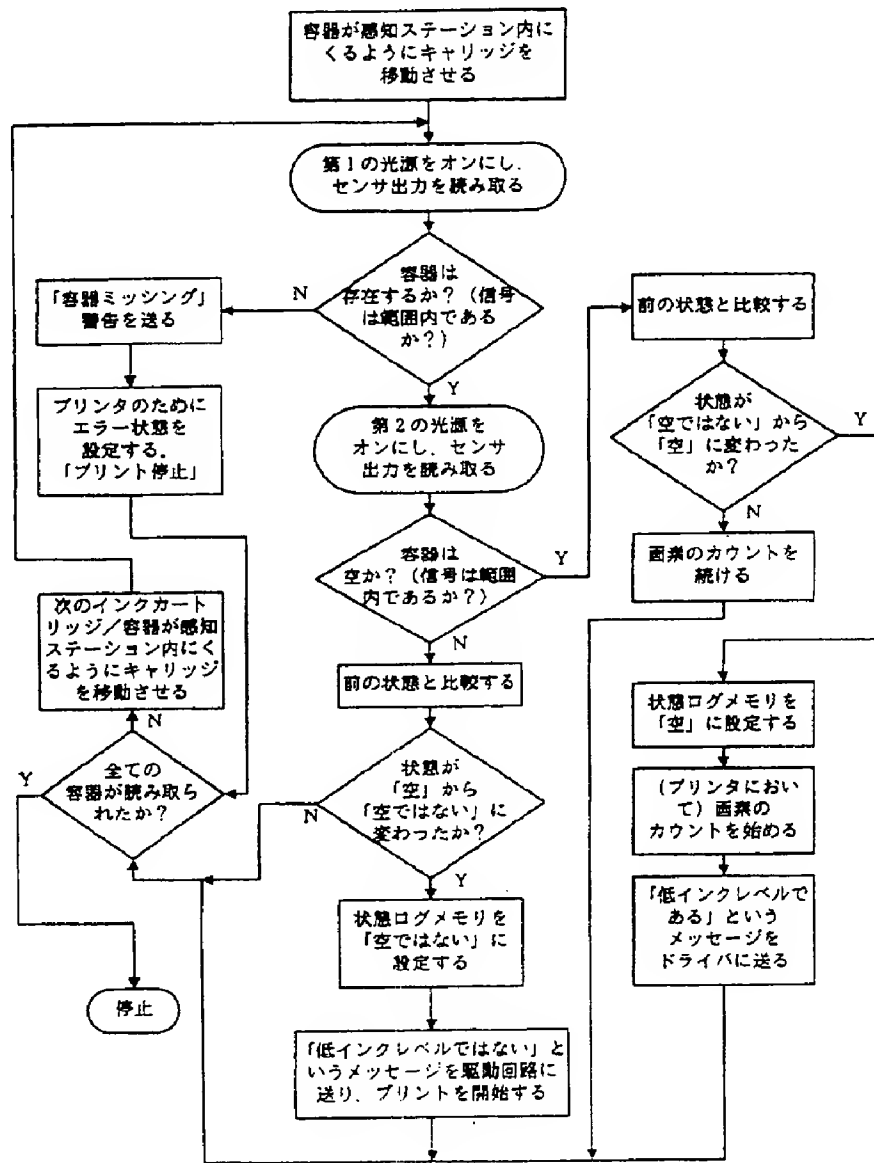 容器が感知ステーション内に
くるようにキャリッジを
移動させる
第1の光源をオンにし、
センサ出力を読み取る
容器は
存在するか？（信号
は範囲内である
か？）
N
Y
「容器ミッシング」
警告を送る
プリンタのために
エラー状態を
設定する．
「プリント停止」
第2の光源を
オンにし、センサ
出力を読み取る
容器は
空か？（信号は範囲
内であるか？）
Y
N
前の状態と比較する
状態が
「空ではない」から
「空」に変わった
か？
Y
N
画素のカウントを
続ける
状態ログメモリを
「空」に設定する
（プリンタにおい
て）画素の
カウントを始める
「低インクレベルで
ある」という
メッセージを
ドライバに送る
前の状態と比較する
状態が
「空」から
「空ではない」に
変わったか？
N
Y
状態ログメモリを
「空ではない」に
設定する
「低インクレベルではない」と
いうメッセージを駆動回路に
送り、プリントを開始する
次のインクカート
リッジ／容器が感知
ステーション内にく
るようにキャリッジ
を移動させる
N
Y
全ての
容器が読み取ら
れたか？
停止